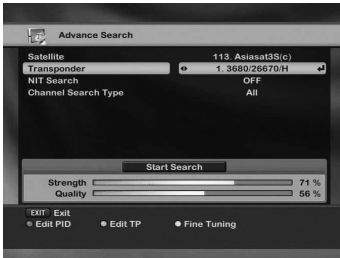 Advance Search
Satellite 113. Asiasat3S(c)
Transponder 1. 3680/26670/H
NIT Search OFF
Channel Search Type All
Start Search
Strength 71 %
Quality 56 %
EXIT Exit
Edit PID Edit TP Fine Tuning